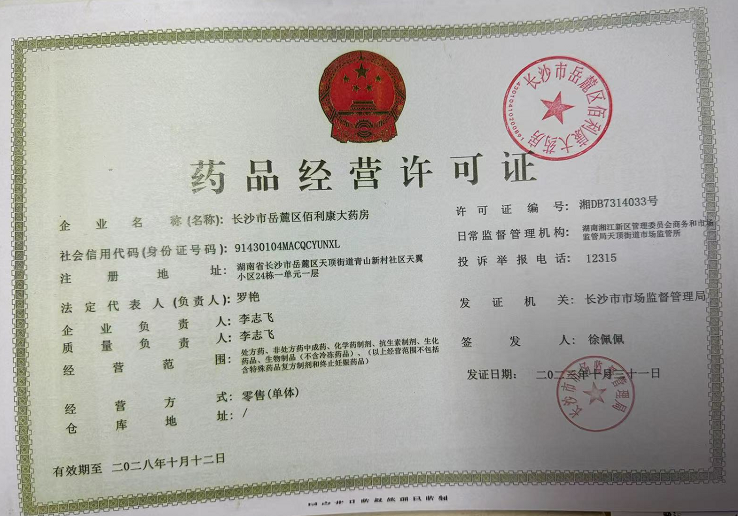 药品经营许可证
企业名称(名称): 长沙市岳麓区佰利康大药房
社会信用代码(身份证号码): 91430104MACQCYUNXL
注册地址: 湖南省长沙市岳麓区天顶街道青山新村社区天翼
小区24栋一单元一层
法定代表人(负责人): 罗艳
企业负责人: 李志飞
质量负责人: 李志飞
经营范围: 处方药、非处方药中成药、化学药制剂、抗生素制剂、生化
药品、生物制品（不含冷冻药品）、（以上经营范围不包括
含特殊药品复方制剂和终止妊娠药品）
经营方式: 零售(单体)
仓库地址: /
有效期至 二〇二八年十月十二日
许可证编号: 湘DB7314033号
日常监督管理机构: 湖南湘江新区管理委员会商务和市场
监管局天顶街道市场监管所
投诉举报电话: 12315
发证机关: 长沙市市场监督管理局
签发人: 徐佩佩
发证日期: 二〇二三年十月三十一日
长沙市岳麓区佰利康大药房